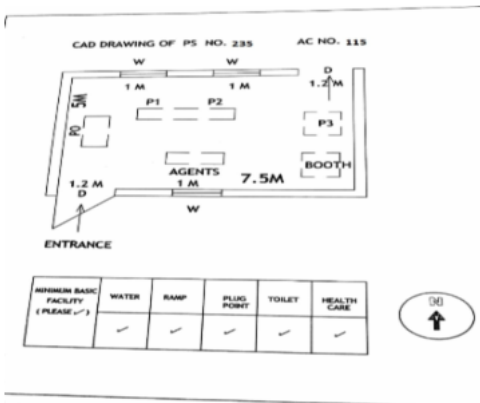 CAD DRAWING OF PS NO. 235 AC NO. 115
W W D
1 M 1 M 1.2 M
5M
P1 P2
PO P3
AGENTS BOOTH
1.2 M 1 M 7.5M
D
W
ENTRANCE
MINIMUM BASIC FACILITY (PLEASE ✓) WATER RAMP PLUG POINT TOILET HEALTH CARE
✓ ✓ ✓ ✓ ✓
N